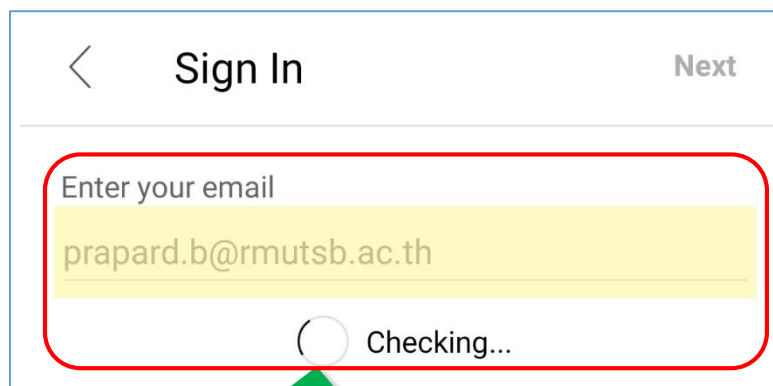 Sign In Next
Enter your email
prapard.b@rmutsb.ac.th
Checking...